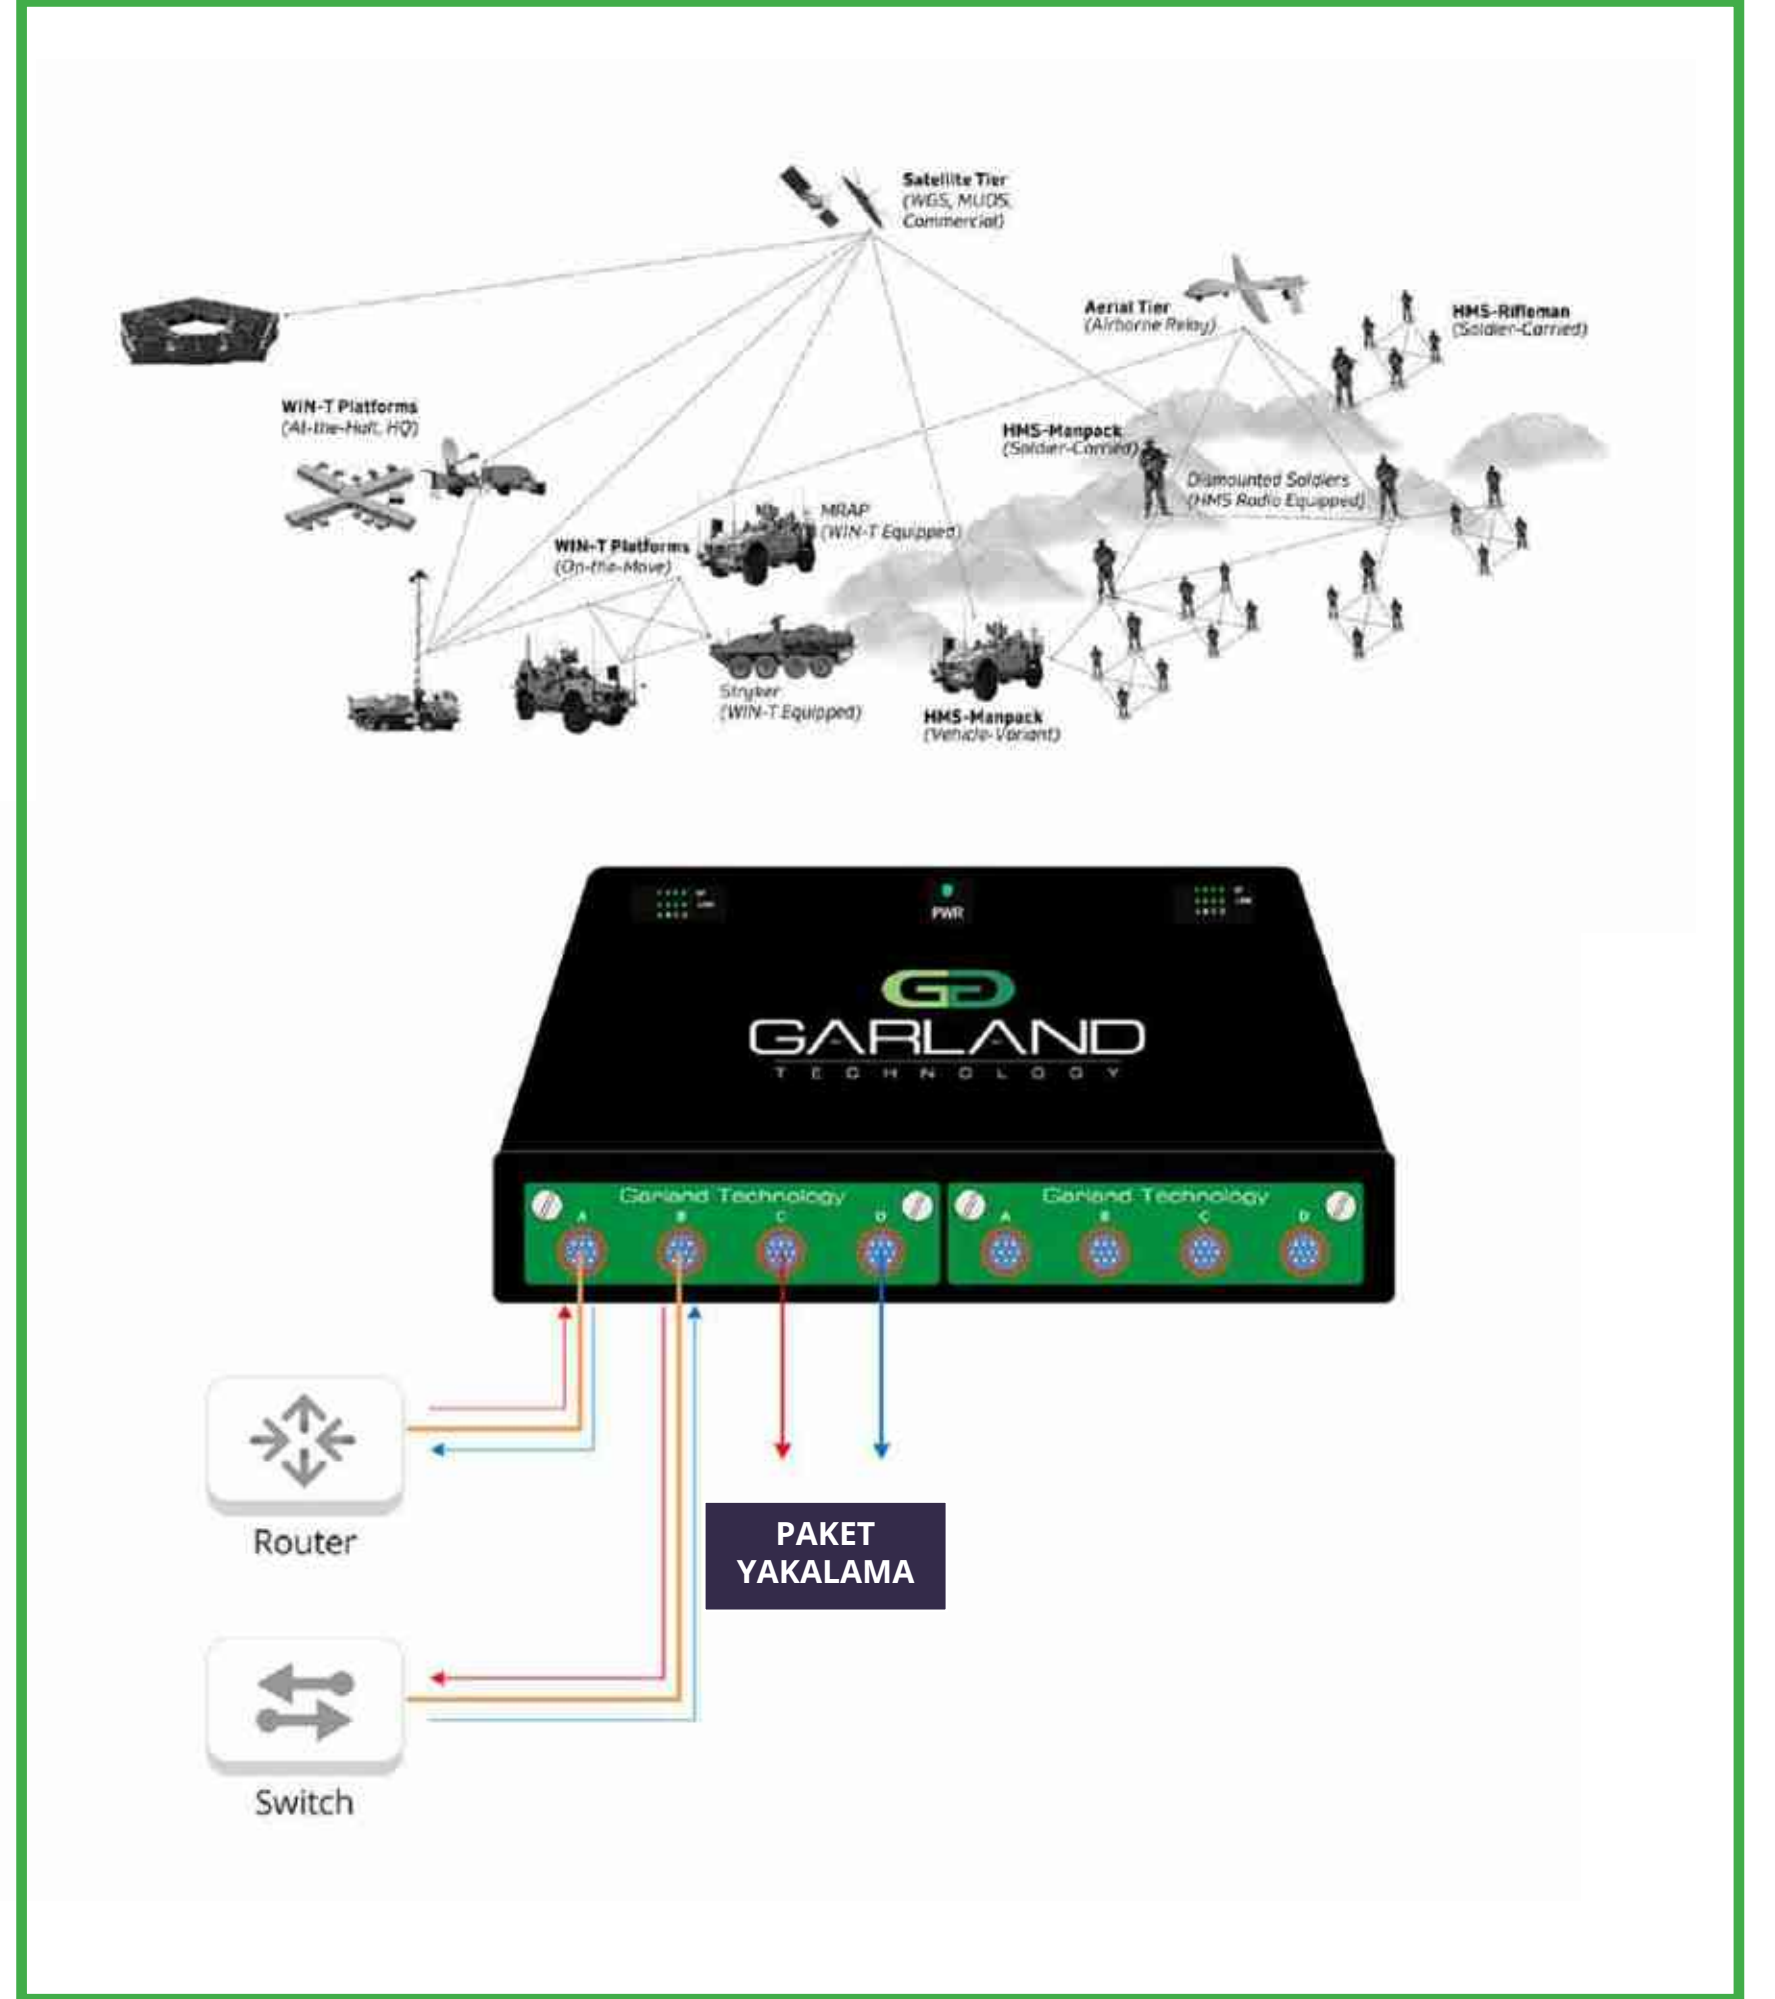 Satellite Tier
(WGS, MUOS,
Commercial)
Aerial Tier
(Airborne Relay)
HMS-Rifleman
(Soldier-Carried)
WIN-T Platforms
(At-the-Halt, HQ)
HMS-Manpack
(Soldier-Carried)
Dismounted Soldiers
(HMS Radio Equipped)
MRAP
(WIN-T Equipped)
WIN-T Platforms
(On-the-Move)
Stryker
(WIN-T Equipped)
HMS-Manpack
(Vehicle-Variant)
PWR
GARLAND
TECHNOLOGY
Garland Technology
A B C D
Garland Technology
A B C D
Router
PAKET
YAKALAMA
Switch